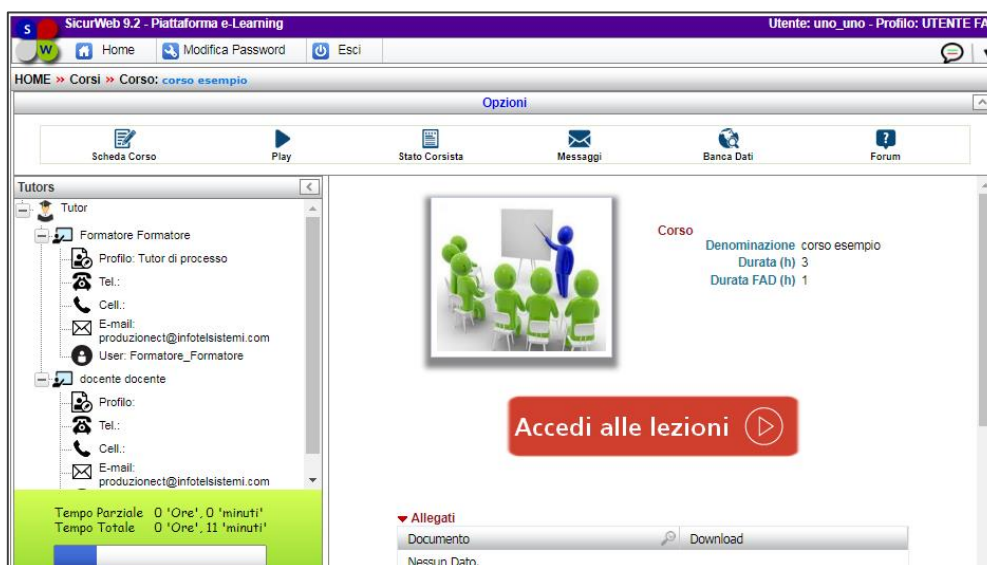 S
W
SicurWeb 9.2 - Piattaforma e-Learning
Utente: uno_uno - Profilo: UTENTE FA
Home Modifica Password Esci
HOME » Corsi » Corso: corso esempio
Opzioni
Scheda Corso Play Stato Corsista Messaggi Banca Dati Forum
Tutors
Tutor
Formatore Formatore
Profilo: Tutor di processo
Tel.:
Cell.:
E-mail:
produzionect@infotelsistemi.com
User: Formatore_Formatore
docente docente
Profilo:
Tel.:
Cell.:
E-mail:
produzionect@infotelsistemi.com
Tempo Parziale 0 'Ore', 0 'minuti'
Tempo Totale 0 'Ore', 11 'minuti'
Corso
Denominazione corso esempio
Durata (h) 3
Durata FAD (h) 1
Accedi alle lezioni
Allegati
Documento Download
Nessun Dato.